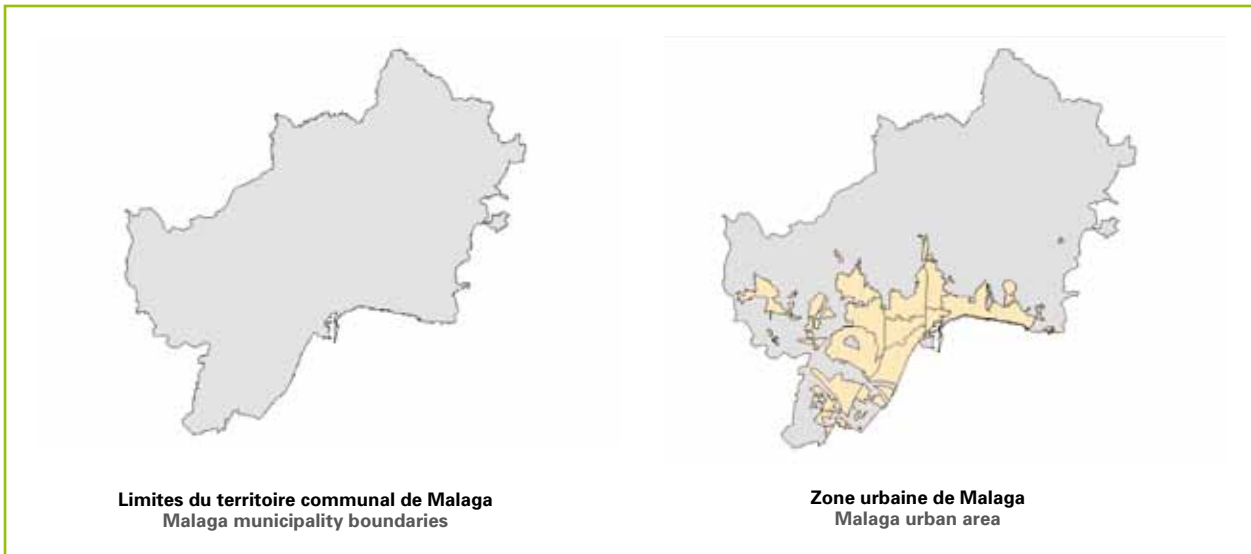 Limites du territoire communal de Malaga
Malaga municipality boundaries
Zone urbaine de Malaga
Malaga urban area